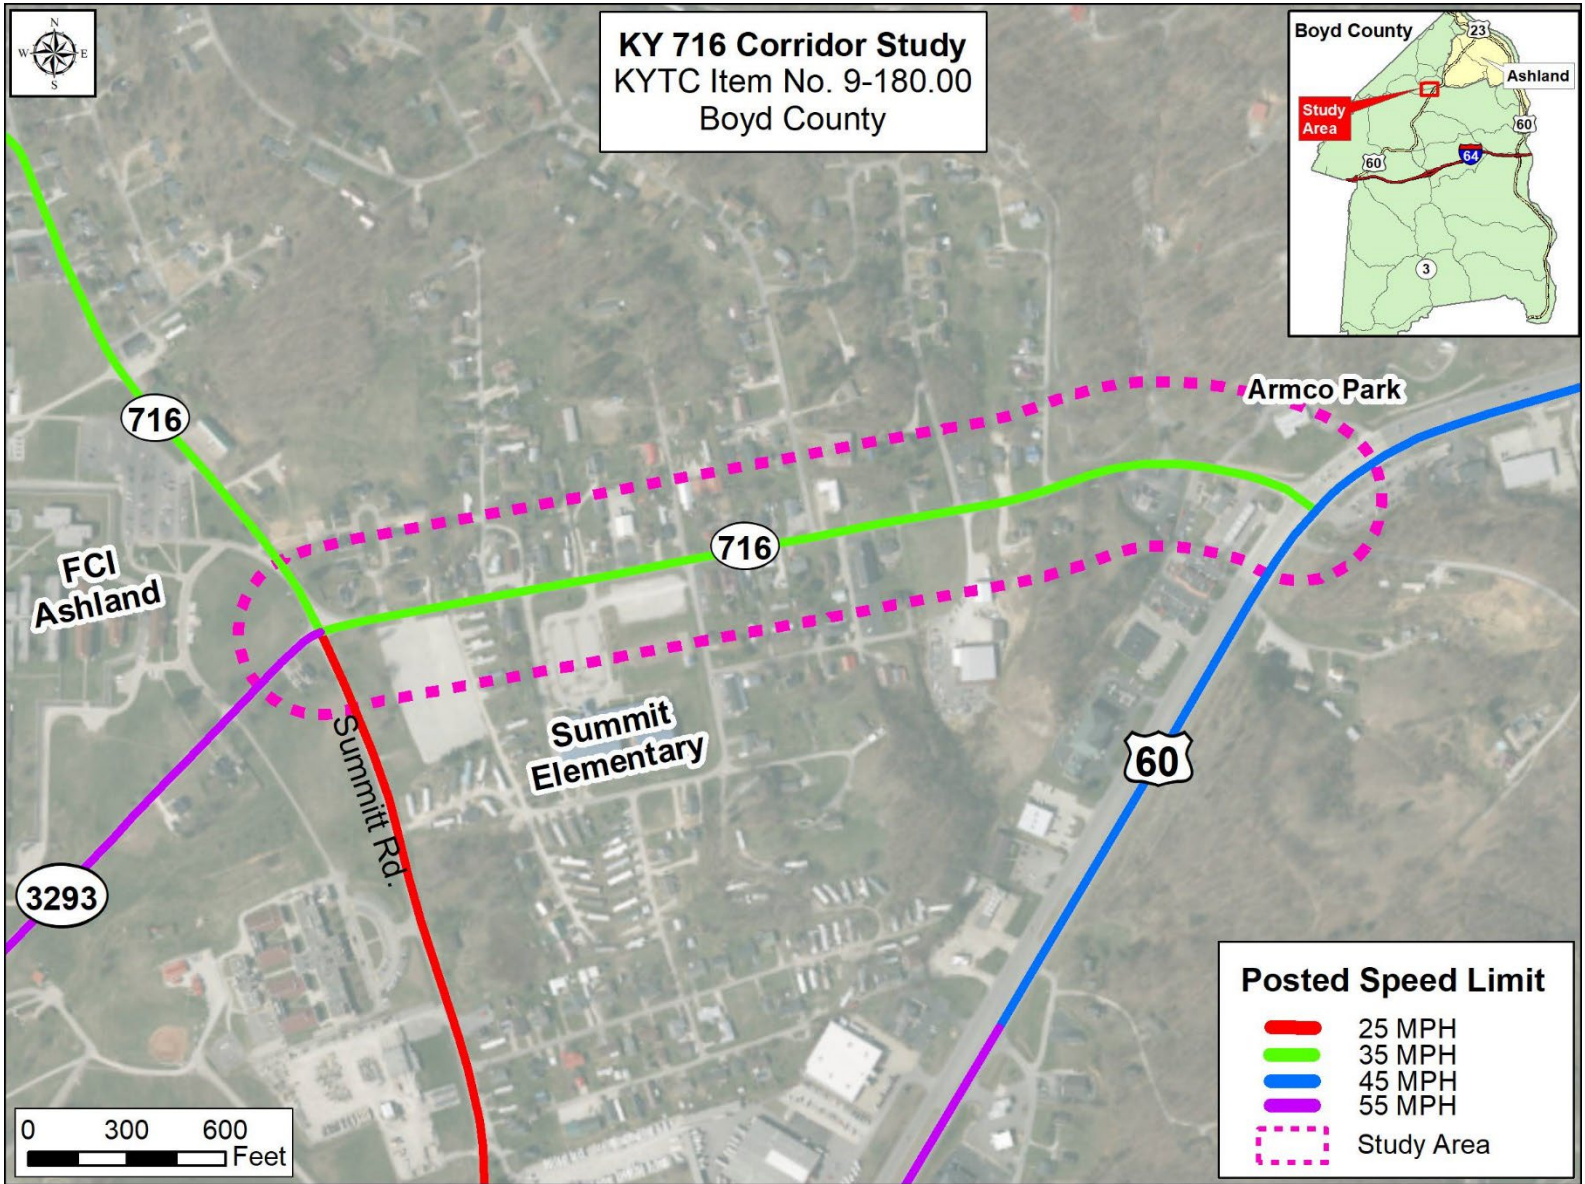 N
W
E
S
KY 716 Corridor Study
KYTC Item No. 9-180.00
Boyd County
Boyd County
23
Ashland
Study
Area
60
60
64
3
Armco Park
716
716
FCI
Ashland
Summit
Elementary
Summitt Rd.
60
3293
Posted Speed Limit
25 MPH
35 MPH
45 MPH
55 MPH
Study Area
0 300 600
Feet